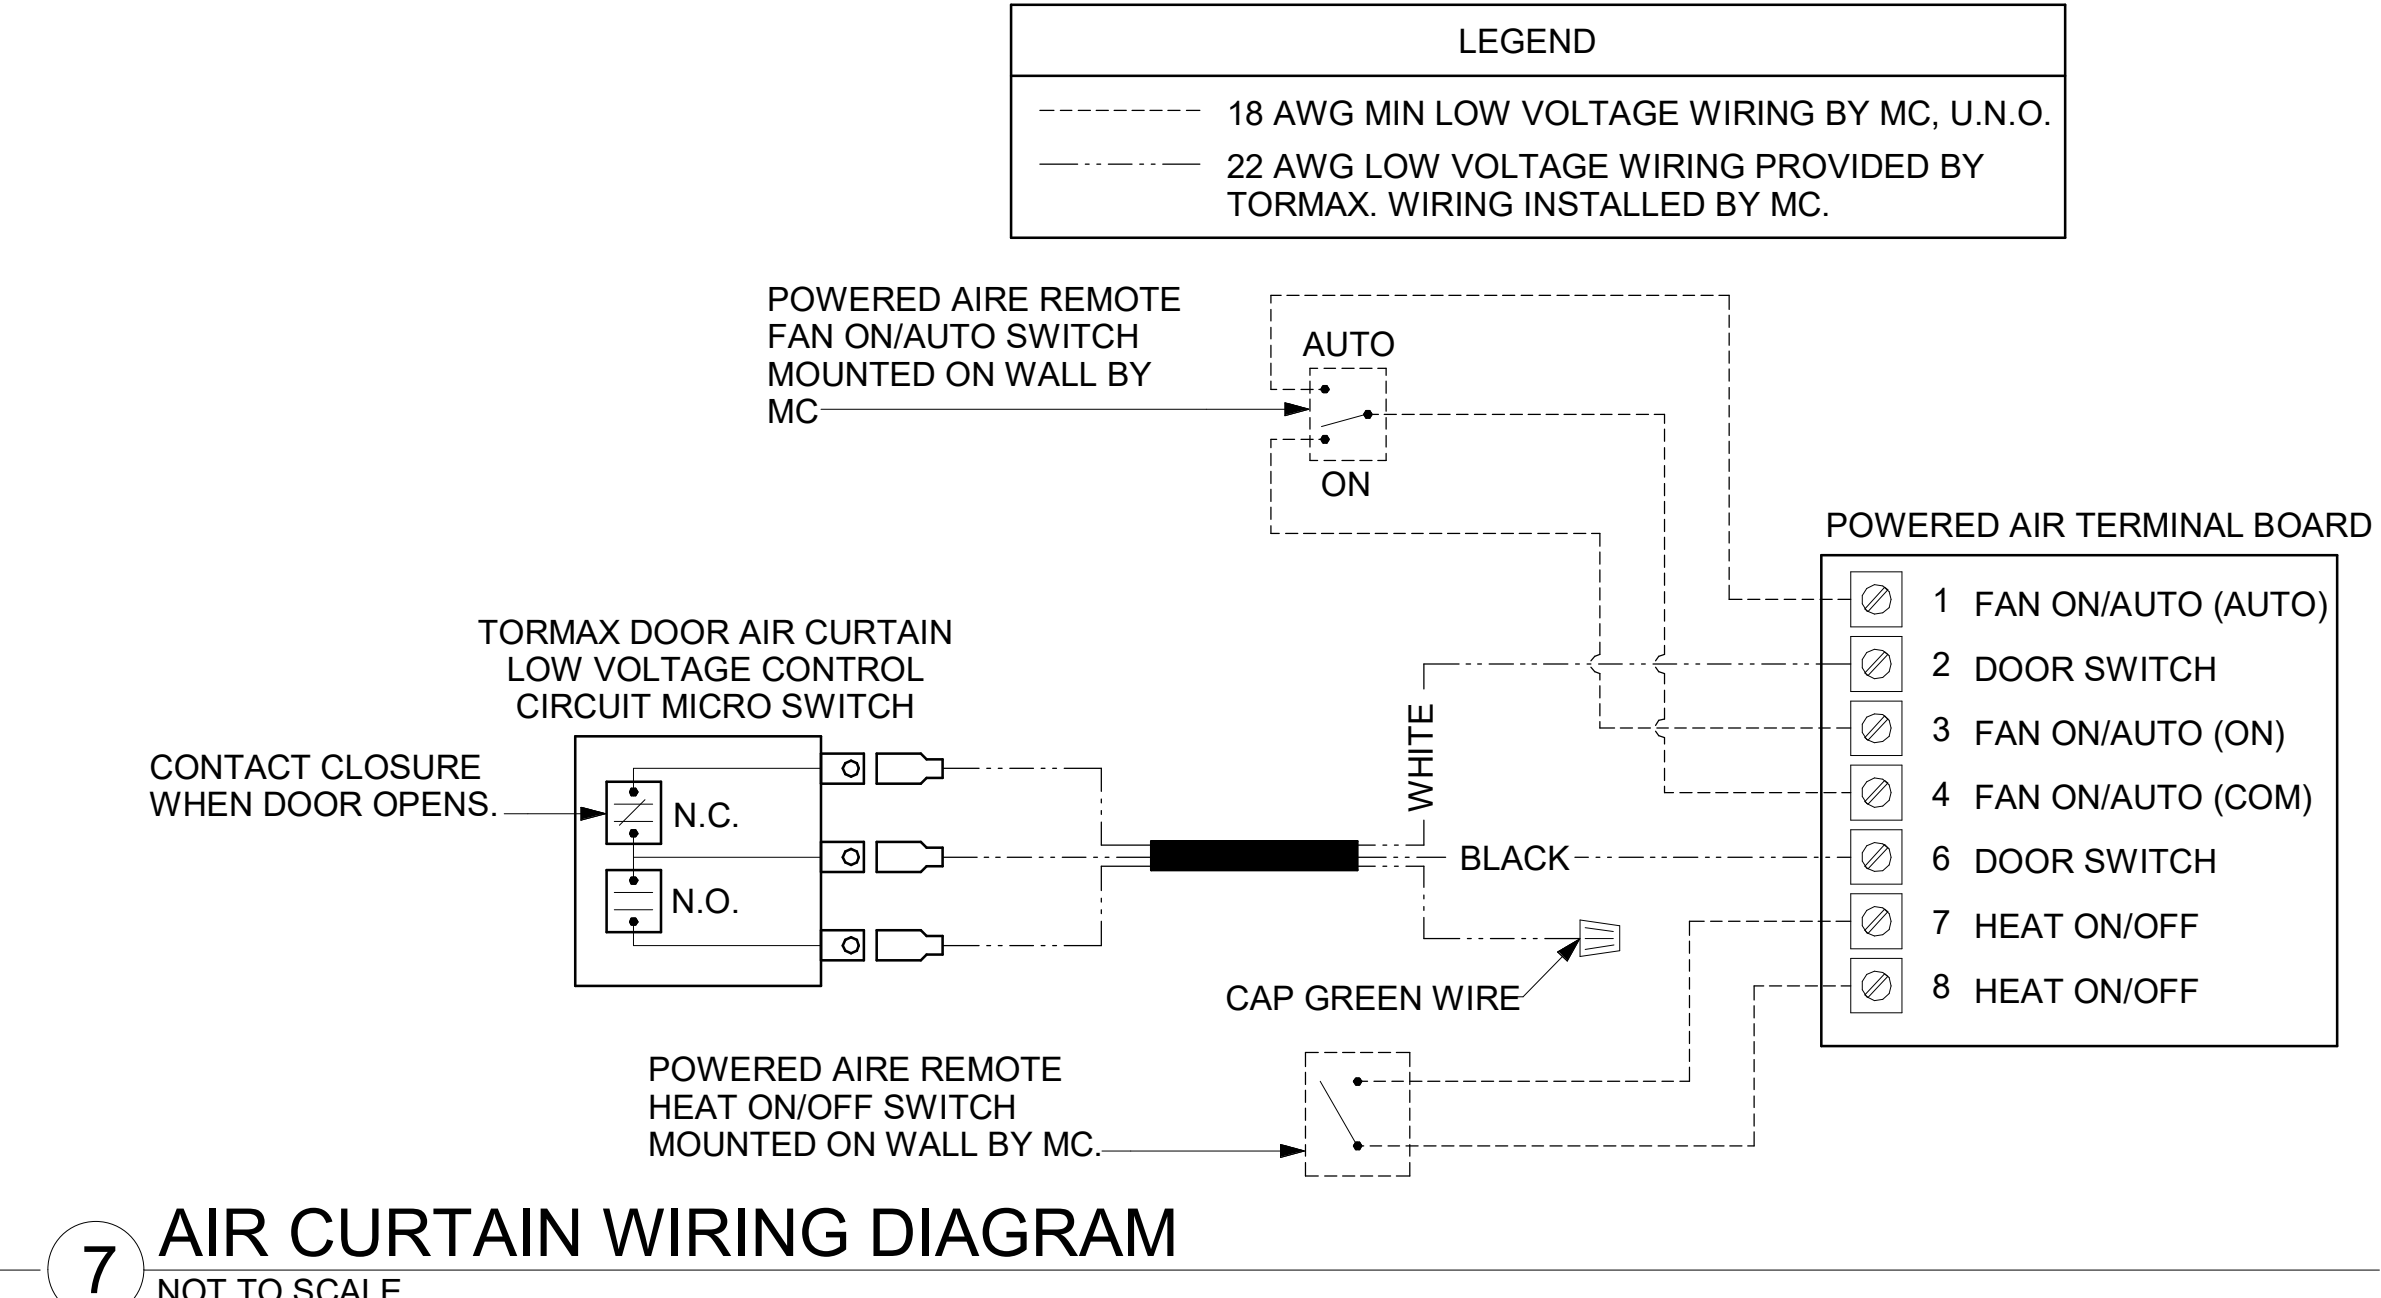 LEGEND
18 AWG MIN LOW VOLTAGE WIRING BY MC, U.N.O.
22 AWG LOW VOLTAGE WIRING PROVIDED BY
TORMAX. WIRING INSTALLED BY MC.
POWERED AIRE REMOTE
FAN ON/AUTO SWITCH
MOUNTED ON WALL BY
MC
AUTO
ON
POWERED AIR TERMINAL BOARD
1 FAN ON/AUTO (AUTO)
2 DOOR SWITCH
3 FAN ON/AUTO (ON)
4 FAN ON/AUTO (COM)
6 DOOR SWITCH
7 HEAT ON/OFF
8 HEAT ON/OFF
TORMAX DOOR AIR CURTAIN
LOW VOLTAGE CONTROL
CIRCUIT MICRO SWITCH
CONTACT CLOSURE
WHEN DOOR OPENS.
N.C.
N.O.
WHITE
BLACK
CAP GREEN WIRE
POWERED AIRE REMOTE
HEAT ON/OFF SWITCH
MOUNTED ON WALL BY MC.
7 AIR CURTAIN WIRING DIAGRAM
NOT TO SCALE